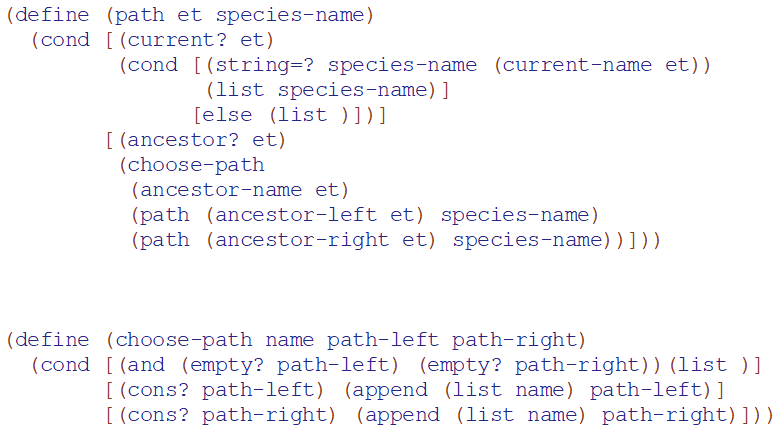 (define (path et species-name)
  (cond [(current? et)
         (cond [(string=? species-name (current-name et))
                (list species-name)]
               [else (list )])]
        [(ancestor? et)
         (choose-path
          (ancestor-name et)
          (path (ancestor-left et) species-name)
          (path (ancestor-right et) species-name))]))
(define (choose-path name path-left path-right)
  (cond [(and (empty? path-left) (empty? path-right))(list )]
        [(cons? path-left) (append (list name) path-left)]
        [(cons? path-right) (append (list name) path-right)]))